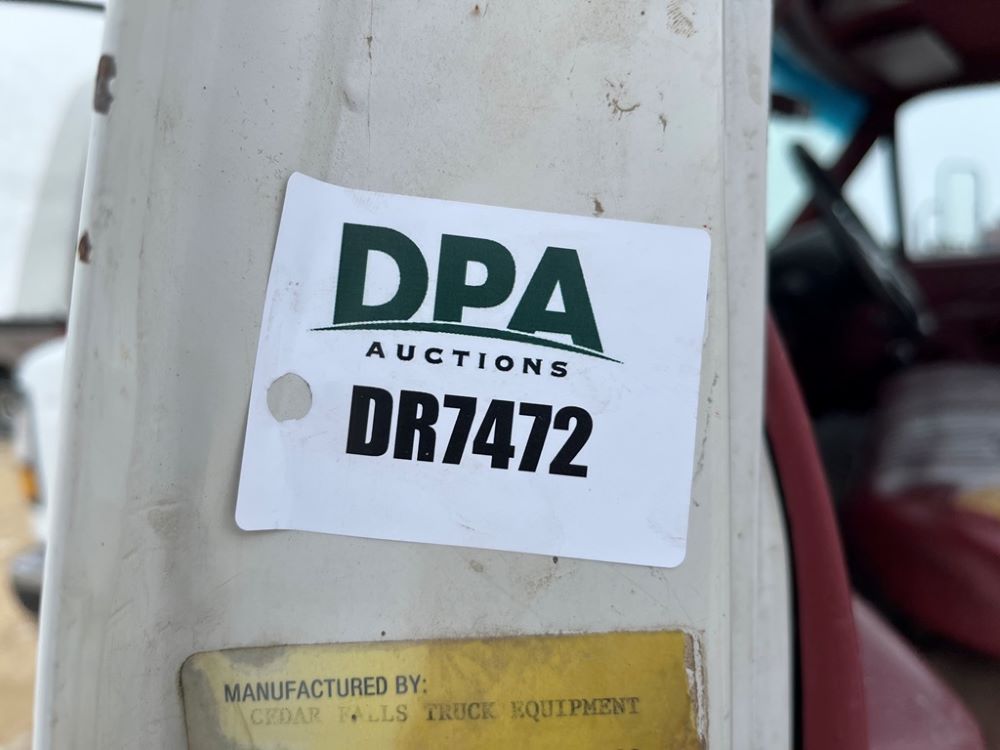 DPA
AUCTIONS
DR7472
MANUFACTURED BY:
CEDAR FALLS TRUCK EQUIPMENT